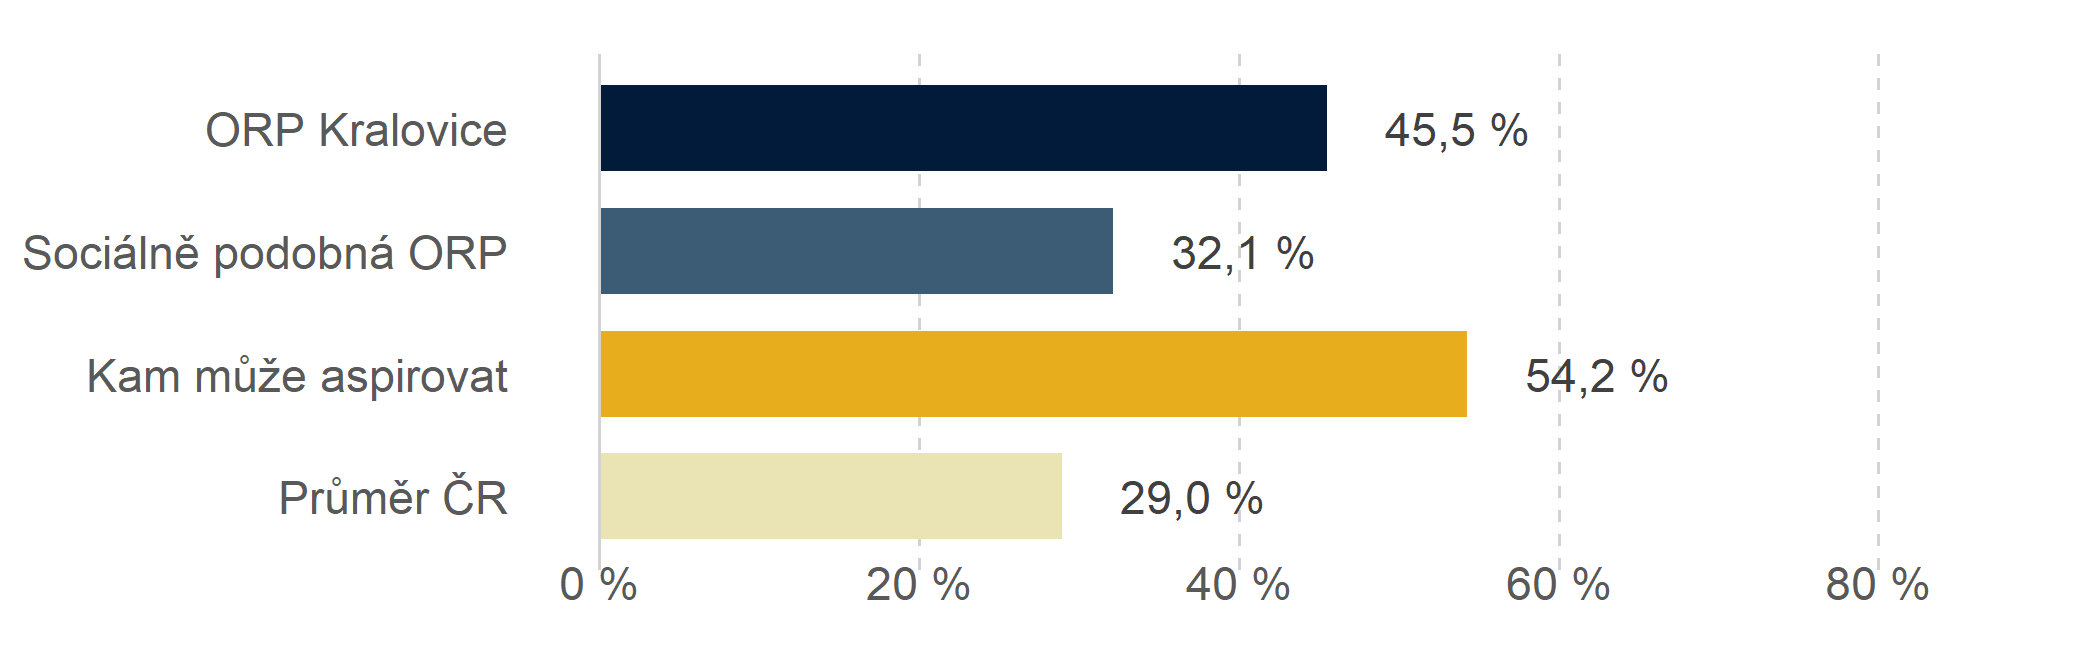 ORP Kralovice
45,5 %
Sociálně podobná ORP
32,1 %
Kam může aspirovat
54,2 %
Průměr ČR
29,0 %
0 %
20 %
40 %
60 %
80 %